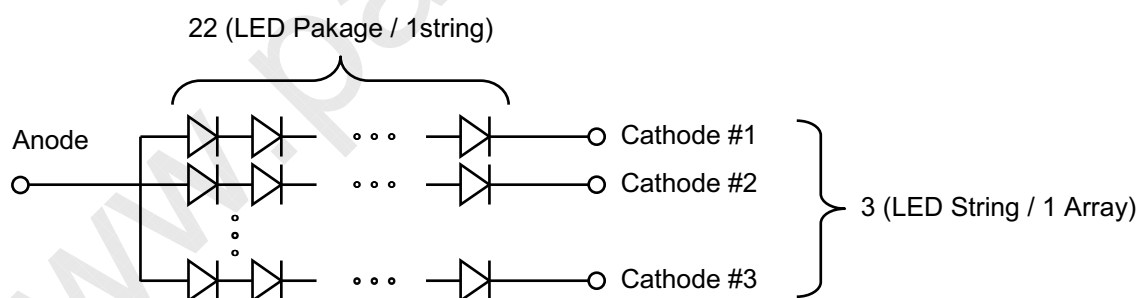 22 (LED Pakage / 1string)
Anode
Cathode #1
Cathode #2
3 (LED String / 1 Array)
Cathode #3